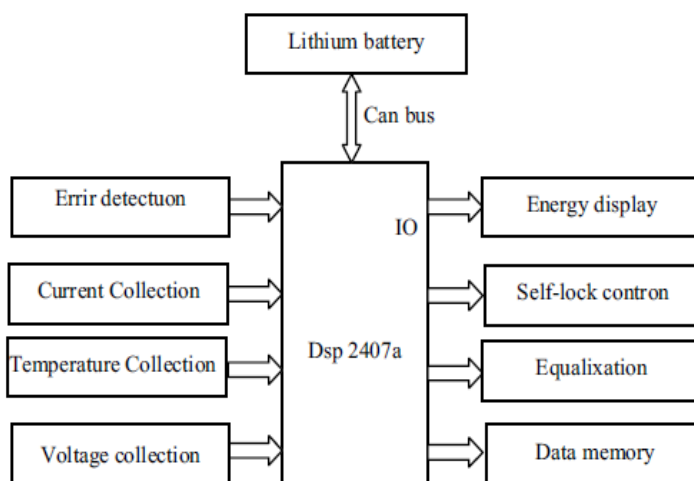 Lithium battery
Can bus
Errir detectuon
IO
Energy display
Current Collection
Self-lock contron
Dsp 2407a
Temperature Collection
Equalixation
Voltage collection
Data memory